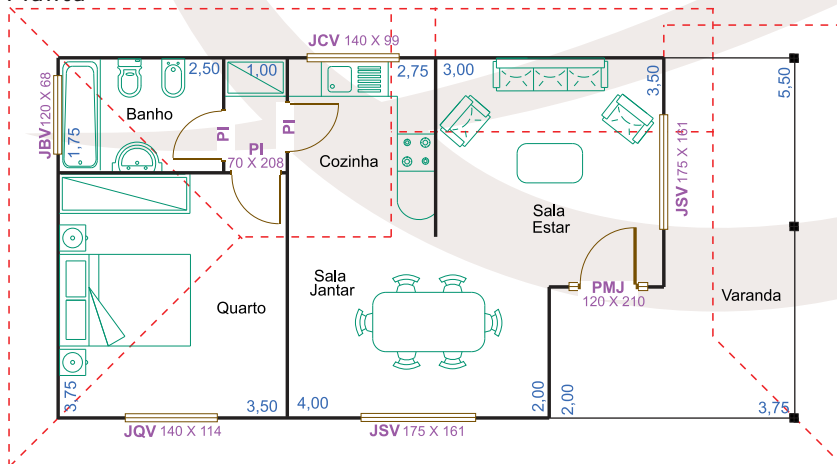 Planta
JCV 140 X 99
2,50
1,00
2,75
3,00
3,50
5,50
JBV 120 X 68
Banho
1,75
PI
PI
PI
70 X 208
Cozinha
JSV 175 X 161
Sala
Estar
Sala
Jantar
Quarto
PMJ
120 X 210
Varanda
3,75
3,50
4,00
2,00
2,00
3,75
JQV 140 X 114
JSV 175 X 161